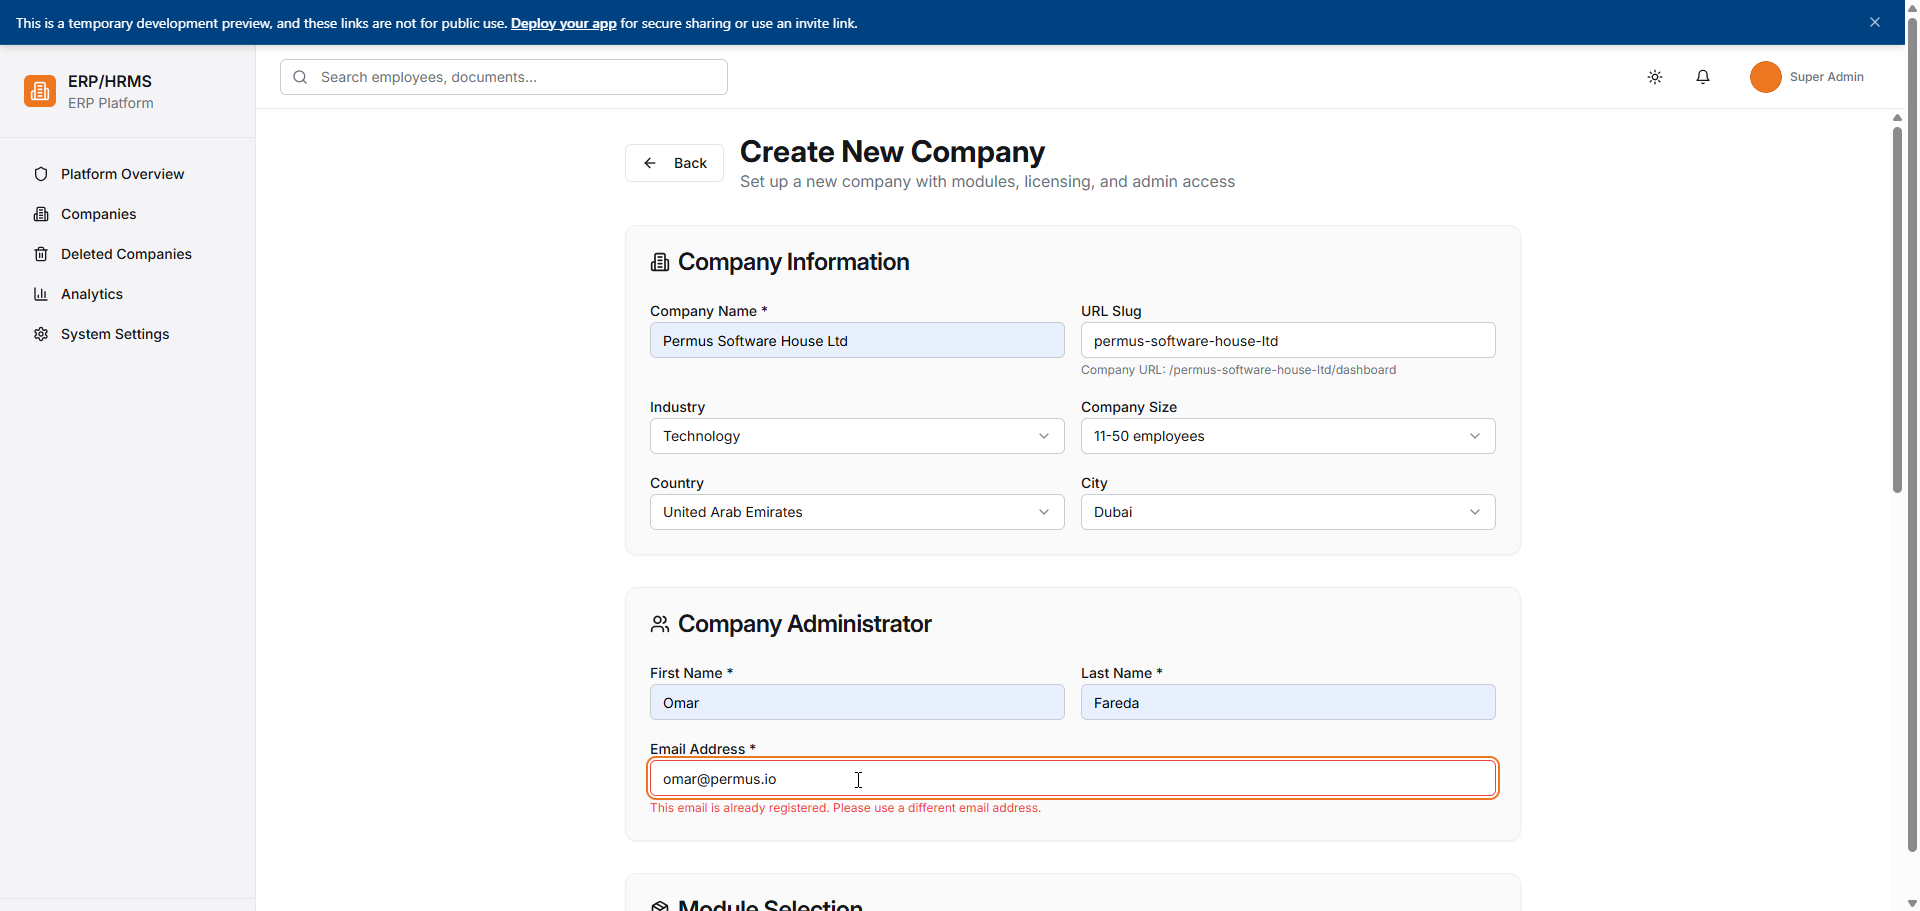 This is a temporary development preview, and these links are not for public use. Deploy your app for secure sharing or use an invite link.
ERP/HRMS
ERP Platform
Search employees, documents...
Super Admin
Platform Overview
Companies
Deleted Companies
Analytics
System Settings
Back
Create New Company
Set up a new company with modules, licensing, and admin access
Company Information
Company Name *
URL Slug
Permus Software House Ltd
permus-software-house-ltd
Company URL: /permus-software-house-ltd/dashboard
Industry
Company Size
Technology
11-50 employees
Country
City
United Arab Emirates
Dubai
Company Administrator
First Name *
Last Name *
Omar
Fareda
Email Address *
omar@permus.io
This email is already registered. Please use a different email address.
Module Selection